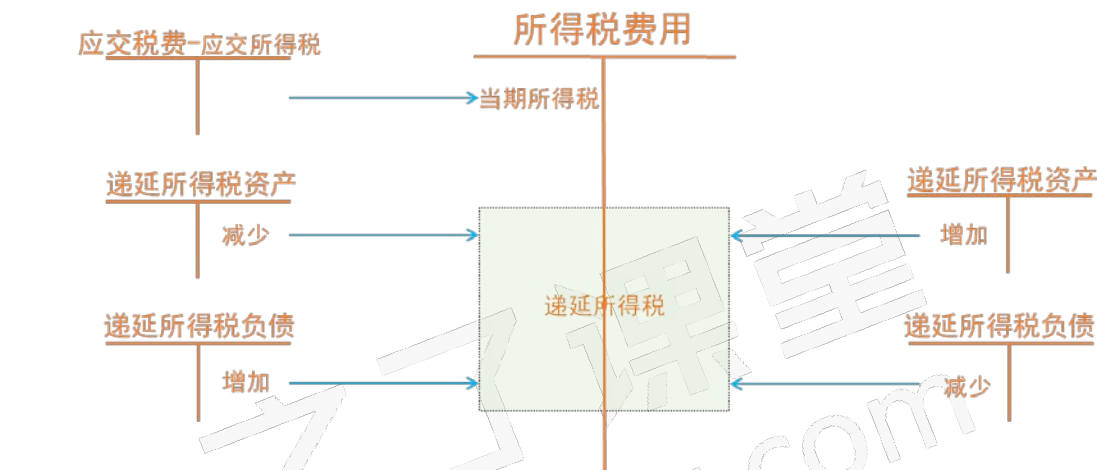 所得税费用
应交税费-应交所得税
当期所得税
递延所得税资产
减少
递延所得税资产
增加
递延所得税
递延所得税负债
增加
递延所得税负债
减少
课堂
.com